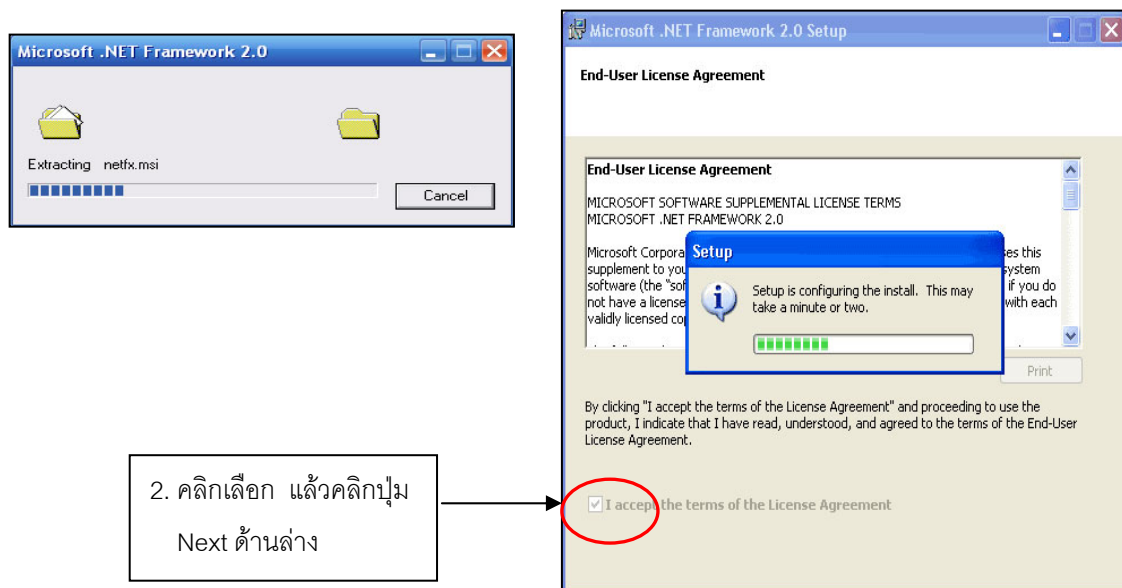 Microsoft .NET Framework 2.0
Extracting netfx.msi
Cancel
Microsoft .NET Framework 2.0 Setup
End-User License Agreement
End-User License Agreement
MICROSOFT SOFTWARE SUPPLEMENTAL LICENSE TERMS
MICROSOFT .NET FRAMEWORK 2.0
Microsoft Corpora ses this
supplement to you system
software (the "sof if you do
not have a license with each
validly licensed cop
Setup
Setup is configuring the install. This may
take a minute or two.
Print
By clicking "I accept the terms of the License Agreement" and proceeding to use the
product, I indicate that I have read, understood, and agreed to the terms of the End-User
License Agreement.
2. คลิกเลือก แล้วคลิกปุ่ม
Next ด้านล่าง
I accept the terms of the License Agreement